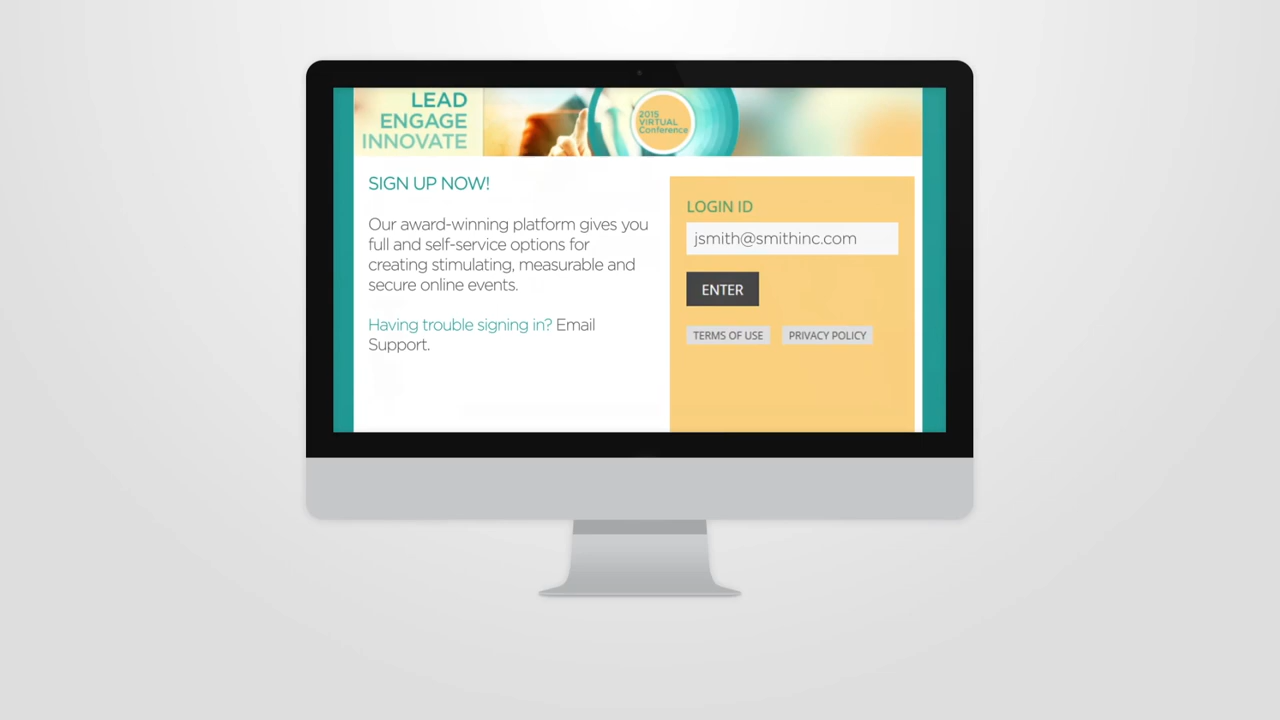 LEAD
ENGAGE
INNOVATE
2015
VIRTUAL
Conference
SIGN UP NOW!
Our award-winning platform gives you
full and self-service options for
creating stimulating, measurable and
secure online events.
Having trouble signing in? Email
Support.
LOGIN ID
jsmith@smithinc.com
ENTER
TERMS OF USE
PRIVACY POLICY